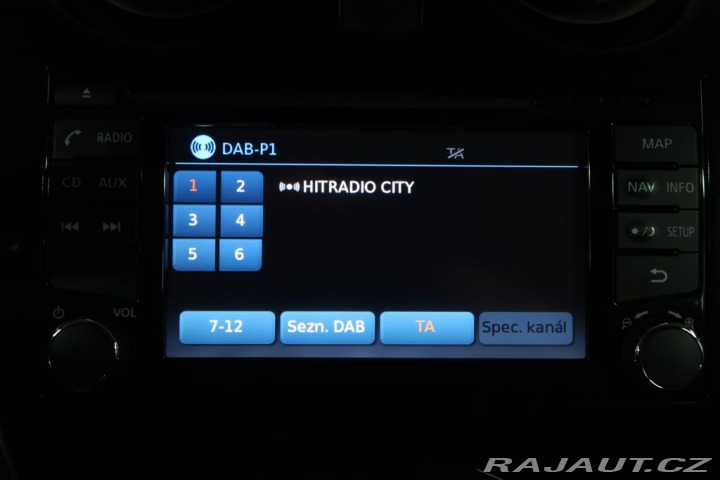 RADIO
CD AUX
VOL
DAB-P1
TA
1 2 HITRADIO CITY
3 4
5 6
7-12 Sezn. DAB TA Spec. kanál
MAP
NAV INFO
SETUP
RAJAUT.CZ